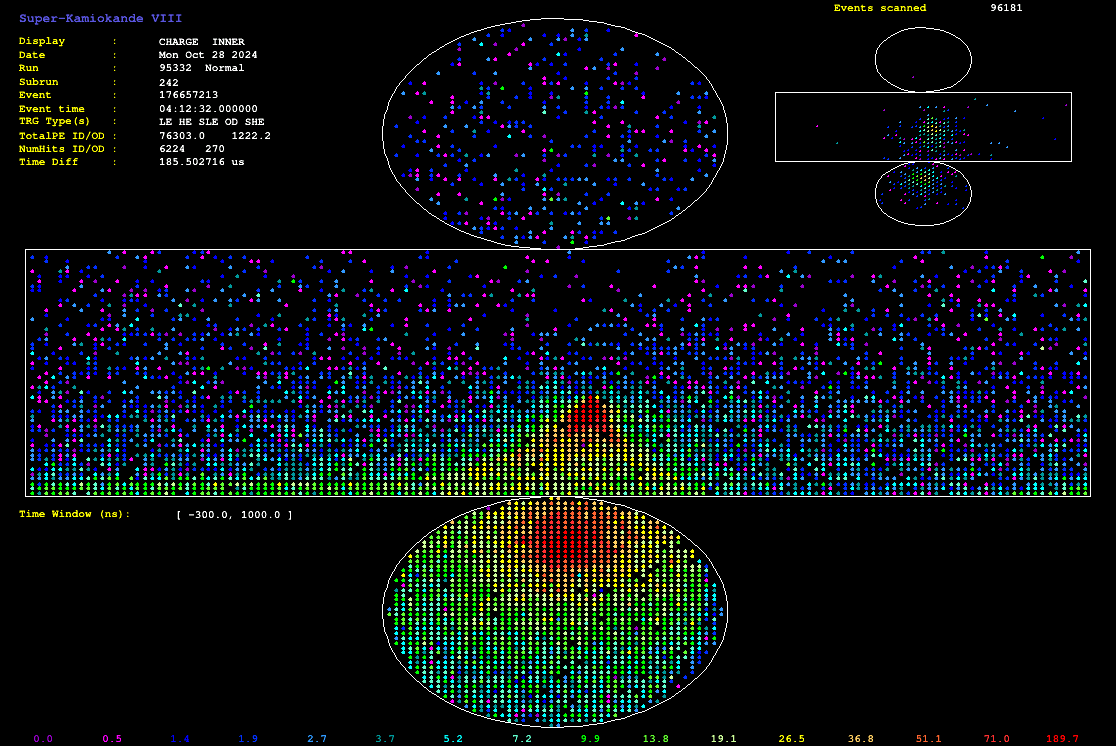 Super-Kamiokande VIII
Events scanned 96181
Display : CHARGE INNER
Date : Mon Oct 28 2024
Run : 95332 Normal
Subrun : 242
Event : 176657213
Event time : 04:12:32.000000
TRG Type(s) : LE HE SLE OD SHE
TotalPE ID/OD : 76303.0 1222.2
NumHits ID/OD : 6224 270
Time Diff : 185.502716 us
Time Window (ns): [ -300.0, 1000.0 ]
0.0 0.5 1.4 1.9 2.7 3.7 5.2 7.2 9.9 13.8 19.1 26.5 36.8 51.1 71.0 189.7